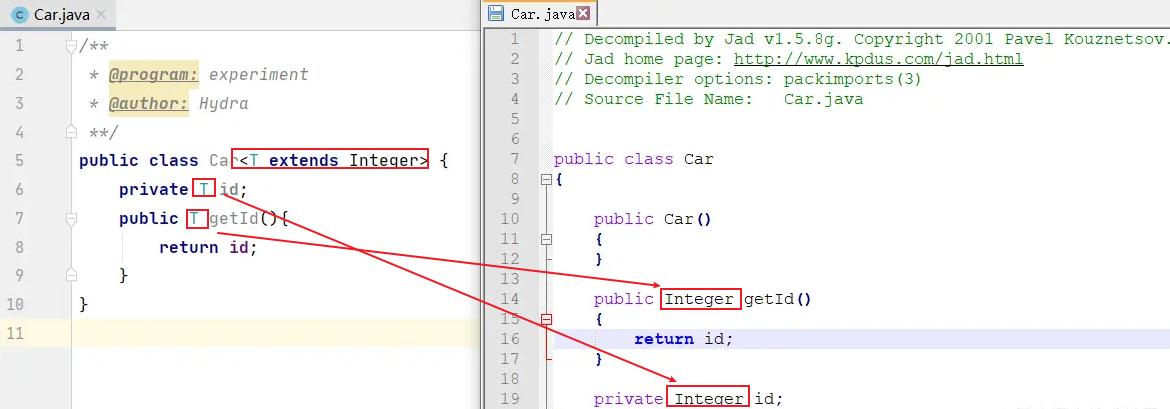 Car.java
1 /**
2 * @program: experiment
3 * @author: Hydra
4 **/
5 public class Car<T extends Integer> {
6 private T id;
7 public T getId(){
8 return id;
9 }
10 }
11
Car.java
1 // Decompiled by Jad v1.5.8g. Copyright 2001 Pavel Kouznetsov.
2 // Jad home page: http://www.kpdus.com/jad.html
3 // Decompiler options: packimports(3)
4 // Source File Name: Car.java
5
6
7 public class Car
8 {
9
10 public Car()
11 {
12 }
13
14 public Integer getId()
15 {
16 return id;
17 }
18
19 private Integer id;